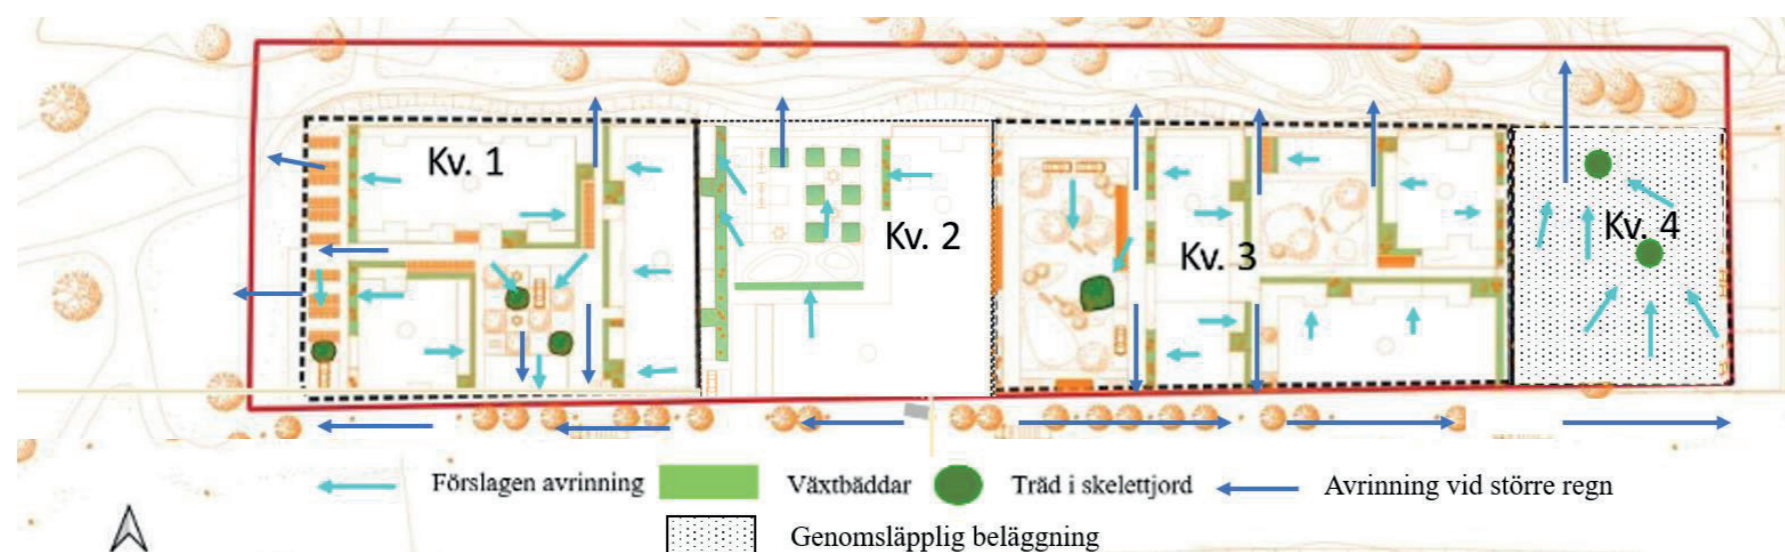 Kv. 1
Kv. 2
Kv. 3
Kv. 4
Förslagen avrinning
Växtbäddar
Träd i skelettjord
Avrinning vid större regn
Genomsläpplig beläggning